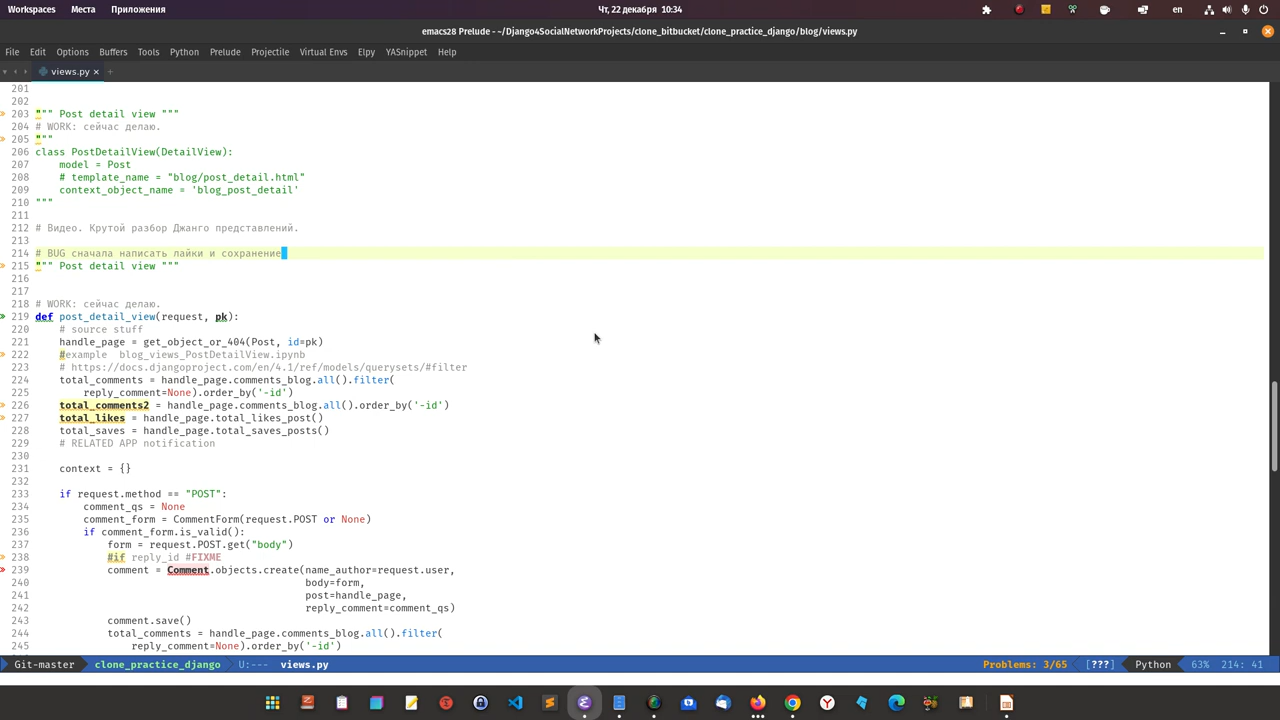 Workspaces Места Приложения Чт, 22 декабря 10:34 en
emacs28 Prelude - ~/Django4SocialNetworkProjects/clone_bitbucket/clone_practice_django/blog/views.py
File Edit Options Buffers Tools Python Prelude Projectile Virtual Envs Elpy YASnippet Help
views.py × +
201
202
203 """ Post detail view """
204 # WORK: сейчас делаю.
205 """
206 class PostDetailView(DetailView):
207     model = Post
208     # template_name = "blog/post_detail.html"
209     context_object_name = 'blog_post_detail'
210 """
211
212 # Видео. Крутой разбор Джанго представлений.
213
214 # BUG сначала написать лайки и сохранение
215 """ Post detail view """
216
217
218 # WORK: сейчас делаю.
219 def post_detail_view(request, pk):
220     # source stuff
221     handle_page = get_object_or_404(Post, id=pk)
222     #example  blog_views_PostDetailView.ipynb
223     # https://docs.djangoproject.com/en/4.1/ref/models/querysets/#filter
224     total_comments = handle_page.comments_blog.all().filter(
225         reply_comment=None).order_by('-id')
226     total_comments2 = handle_page.comments_blog.all().order_by('-id')
227     total_likes = handle_page.total_likes_post()
228     total_saves = handle_page.total_saves_posts()
229     # RELATED APP notification
230
231     context = {}
232
233     if request.method == "POST":
234         comment_qs = None
235         comment_form = CommentForm(request.POST or None)
236         if comment_form.is_valid():
237             form = request.POST.get("body")
238             #if reply_id #FIXME
239             comment = Comment.objects.create(name_author=request.user,
240                                              body=form,
241                                              post=handle_page,
242                                              reply_comment=comment_qs)
243             comment.save()
244             total_comments = handle_page.comments_blog.all().filter(
245                 reply_comment=None).order_by('-id')
Git-master clone_practice_django U:--- views.py Problems: 3/65 [???] Python 63% 214: 41